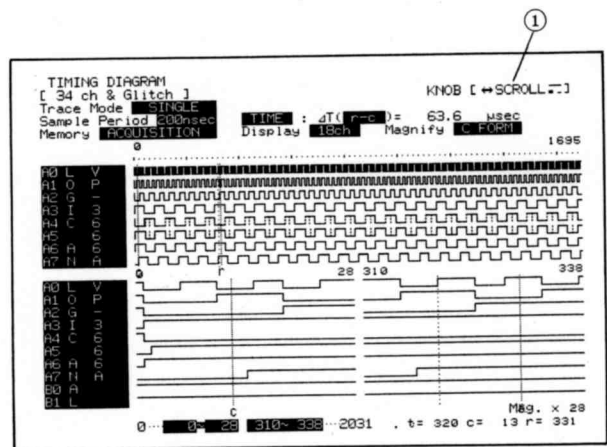 ①
TIMING DIAGRAM
[ 34 ch & Glitch ]
KNOB [ ↔SCROLL ]
Trace Mode SINGLE
Sample Period 200nsec TIME : ⊿T( r-c )= 63.6 μsec
Memory ACQUISITION Display 18ch Magnify C FORM
0 1695
A0 L V
A1 O P
A2 G -
A3 I 3
A4 C 6
A5 6
A6 A 6
A7 N A
0 r 28 310 338
A0 L V
A1 O P
A2 G -
A3 I 3
A4 C 6
A5 6
A6 A 6
A7 N A
B0 A
B1 L
c Mag. x 28
0 0~ 28 310~ 338 2031 . t= 320 c= 13 r= 331